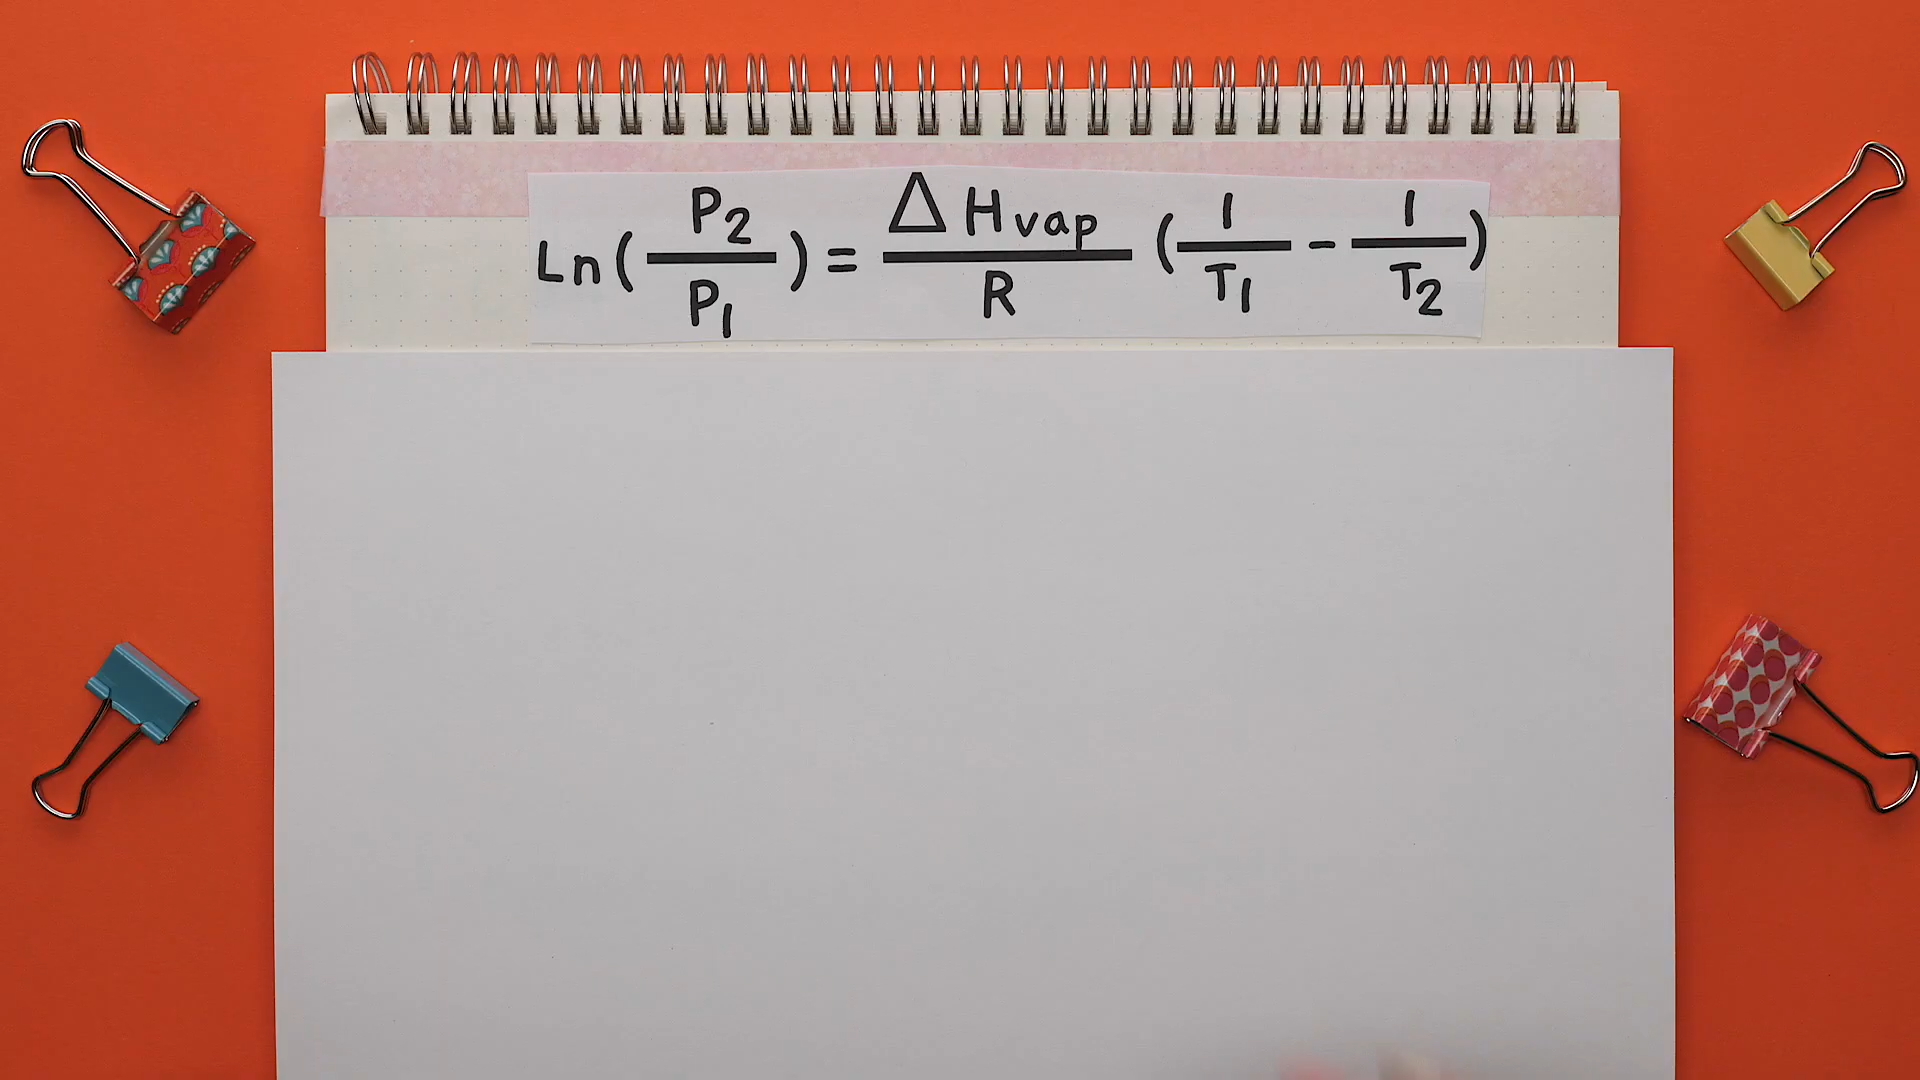 Ln(P2/P1) = ΔHvap/R (1/T1 - 1/T2)